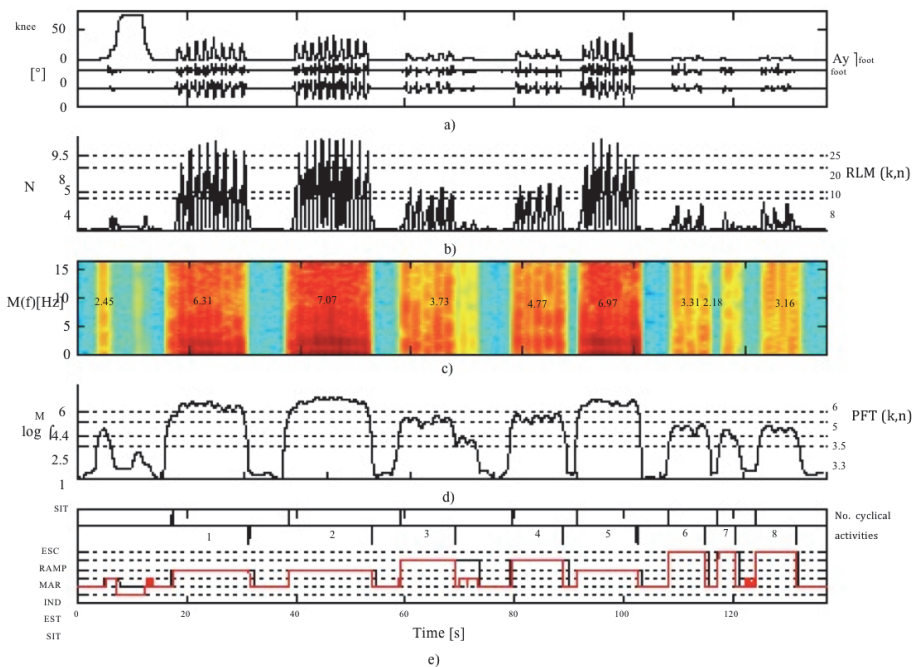 knee 50
0
[°] 0
0
Ay ⌉foot
foot
a)
9.5
N 8
5
4
25
20 RLM (k,n)
10
8
b)
15
M(f)[Hz] 10
5
0
2.45 6.31 7.07 3.73 4.77 6.97 3.31 2.18 3.16
c)
M 6
log ⌠ 4.4
2.5
1
6 PFT (k,n)
5
3.5
3.3
d)
SIT
No. cyclical
activities
1 2 3 4 5 6 7 8
ESC
RAMP
MAR
IND
EST
SIT
0 20 40 60 80 100 120
Time [s]
e)